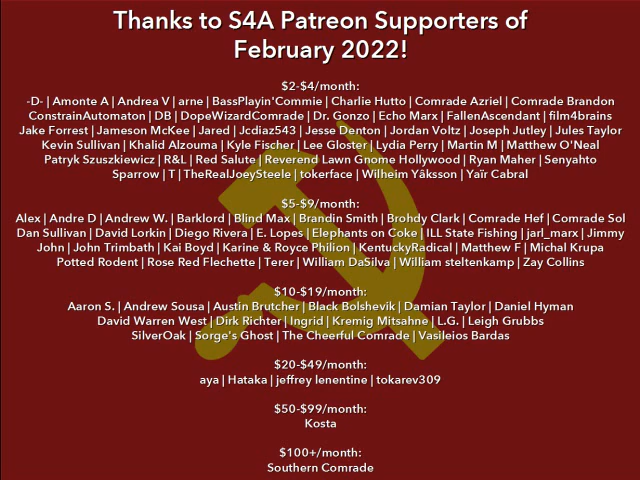 Thanks to S4A Patreon Supporters of
February 2022!
$2-$4/month:
-D- | Amonte A | Andrea V | arne | BassPlayin'Commie | Charlie Hutto | Comrade Azriel | Comrade Brandon
ConstrainAutomaton | DB | DopeWizardComrade | Dr. Gonzo | Echo Marx | FallenAscendant | film4brains
Jake Forrest | Jameson McKee | Jared | Jcdiaz543 | Jesse Denton | Jordan Voltz | Joseph Jutley | Jules Taylor
Kevin Sullivan | Khalid Alzouma | Kyle Fischer | Lee Gloster | Lydia Perry | Martin M | Matthew O'Neal
Patryk Szuszkiewicz | R&L | Red Salute | Reverend Lawn Gnome Hollywood | Ryan Maher | Senyahto
Sparrow | T | TheRealJoeySteele | tokerface | Wilheim Yâksson | Yaïr Cabral
$5-$9/month:
Alex | Andre D | Andrew W. | Barklord | Blind Max | Brandin Smith | Brohdy Clark | Comrade Hef | Comrade Sol
Dan Sullivan | David Lorkin | Diego Rivera | E. Lopes | Elephants on Coke | ILL State Fishing | jarl_marx | Jimmy
John | John Trimbath | Kai Boyd | Karine & Royce Philion | KentuckyRadical | Matthew F | Michal Krupa
Potted Rodent | Rose Red Flechette | Terer | William DaSilva | William steltenkamp | Zay Collins
$10-$19/month:
Aaron S. | Andrew Sousa | Austin Brutcher | Black Bolshevik | Damian Taylor | Daniel Hyman
David Warren West | Dirk Richter | Ingrid | Kremig Mitsahne | L.G. | Leigh Grubbs
SilverOak | Sorge's Ghost | The Cheerful Comrade | Vasileios Bardas
$20-$49/month:
aya | Hataka | jeffrey lenentine | tokarev309
$50-$99/month:
Kosta
$100+/month:
Southern Comrade